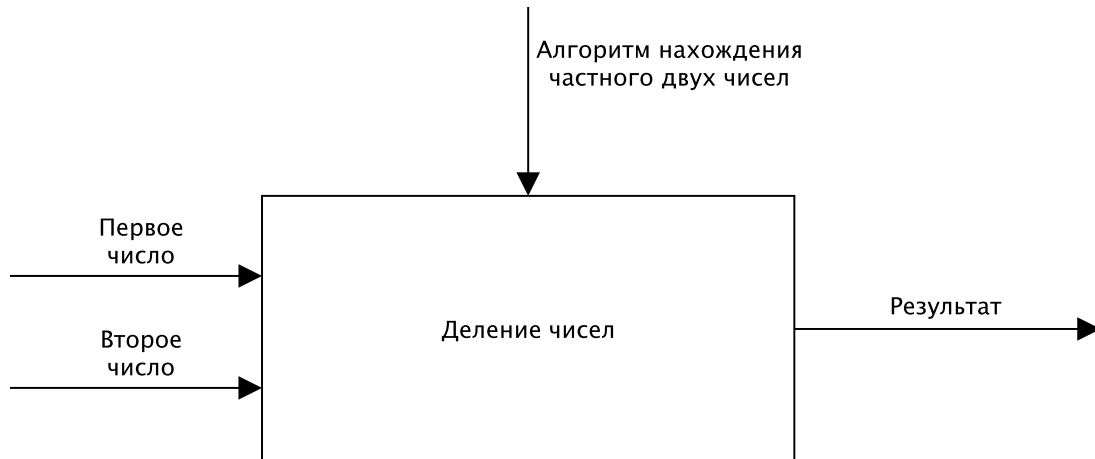 Алгоритм нахождения
частного двух чисел
Первое
число
Второе
число
Деление чисел
Результат